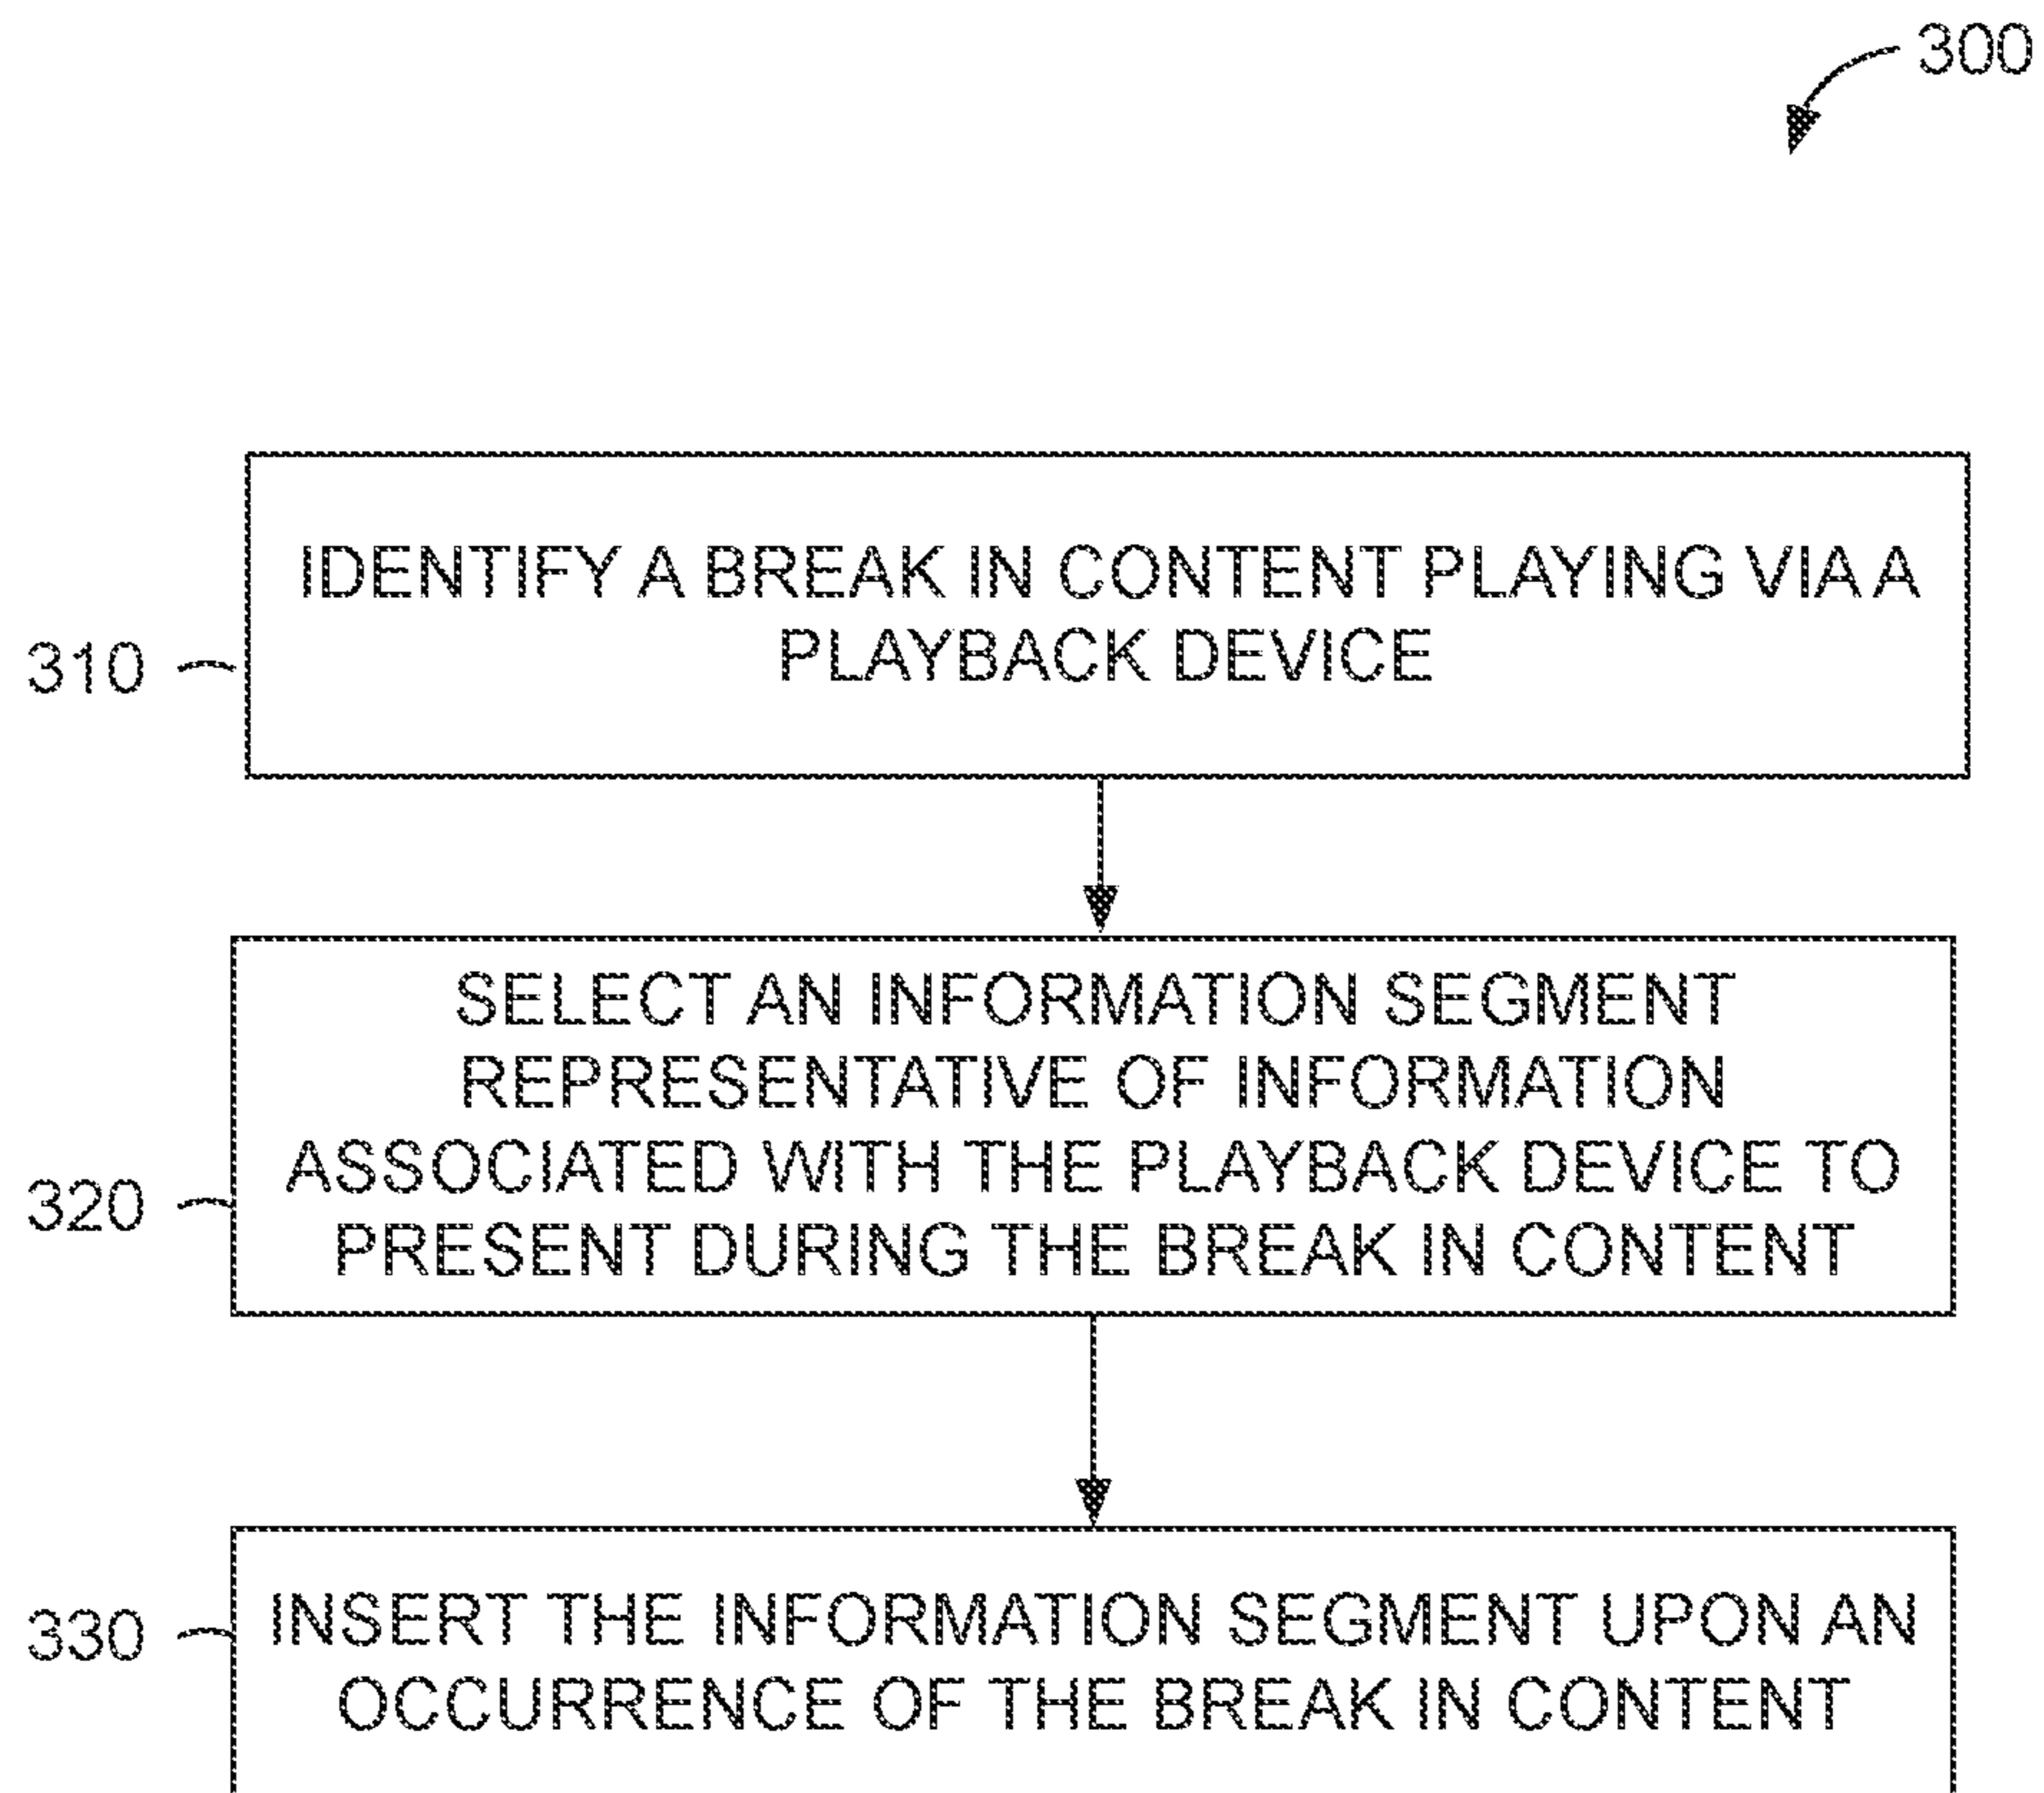 300
IDENTIFY A BREAK IN CONTENT PLAYING VIA A
PLAYBACK DEVICE
310
SELECT AN INFORMATION SEGMENT
REPRESENTATIVE OF INFORMATION
ASSOCIATED WITH THE PLAYBACK DEVICE TO
PRESENT DURING THE BREAK IN CONTENT
320
INSERT THE INFORMATION SEGMENT UPON AN
OCCURRENCE OF THE BREAK IN CONTENT
330